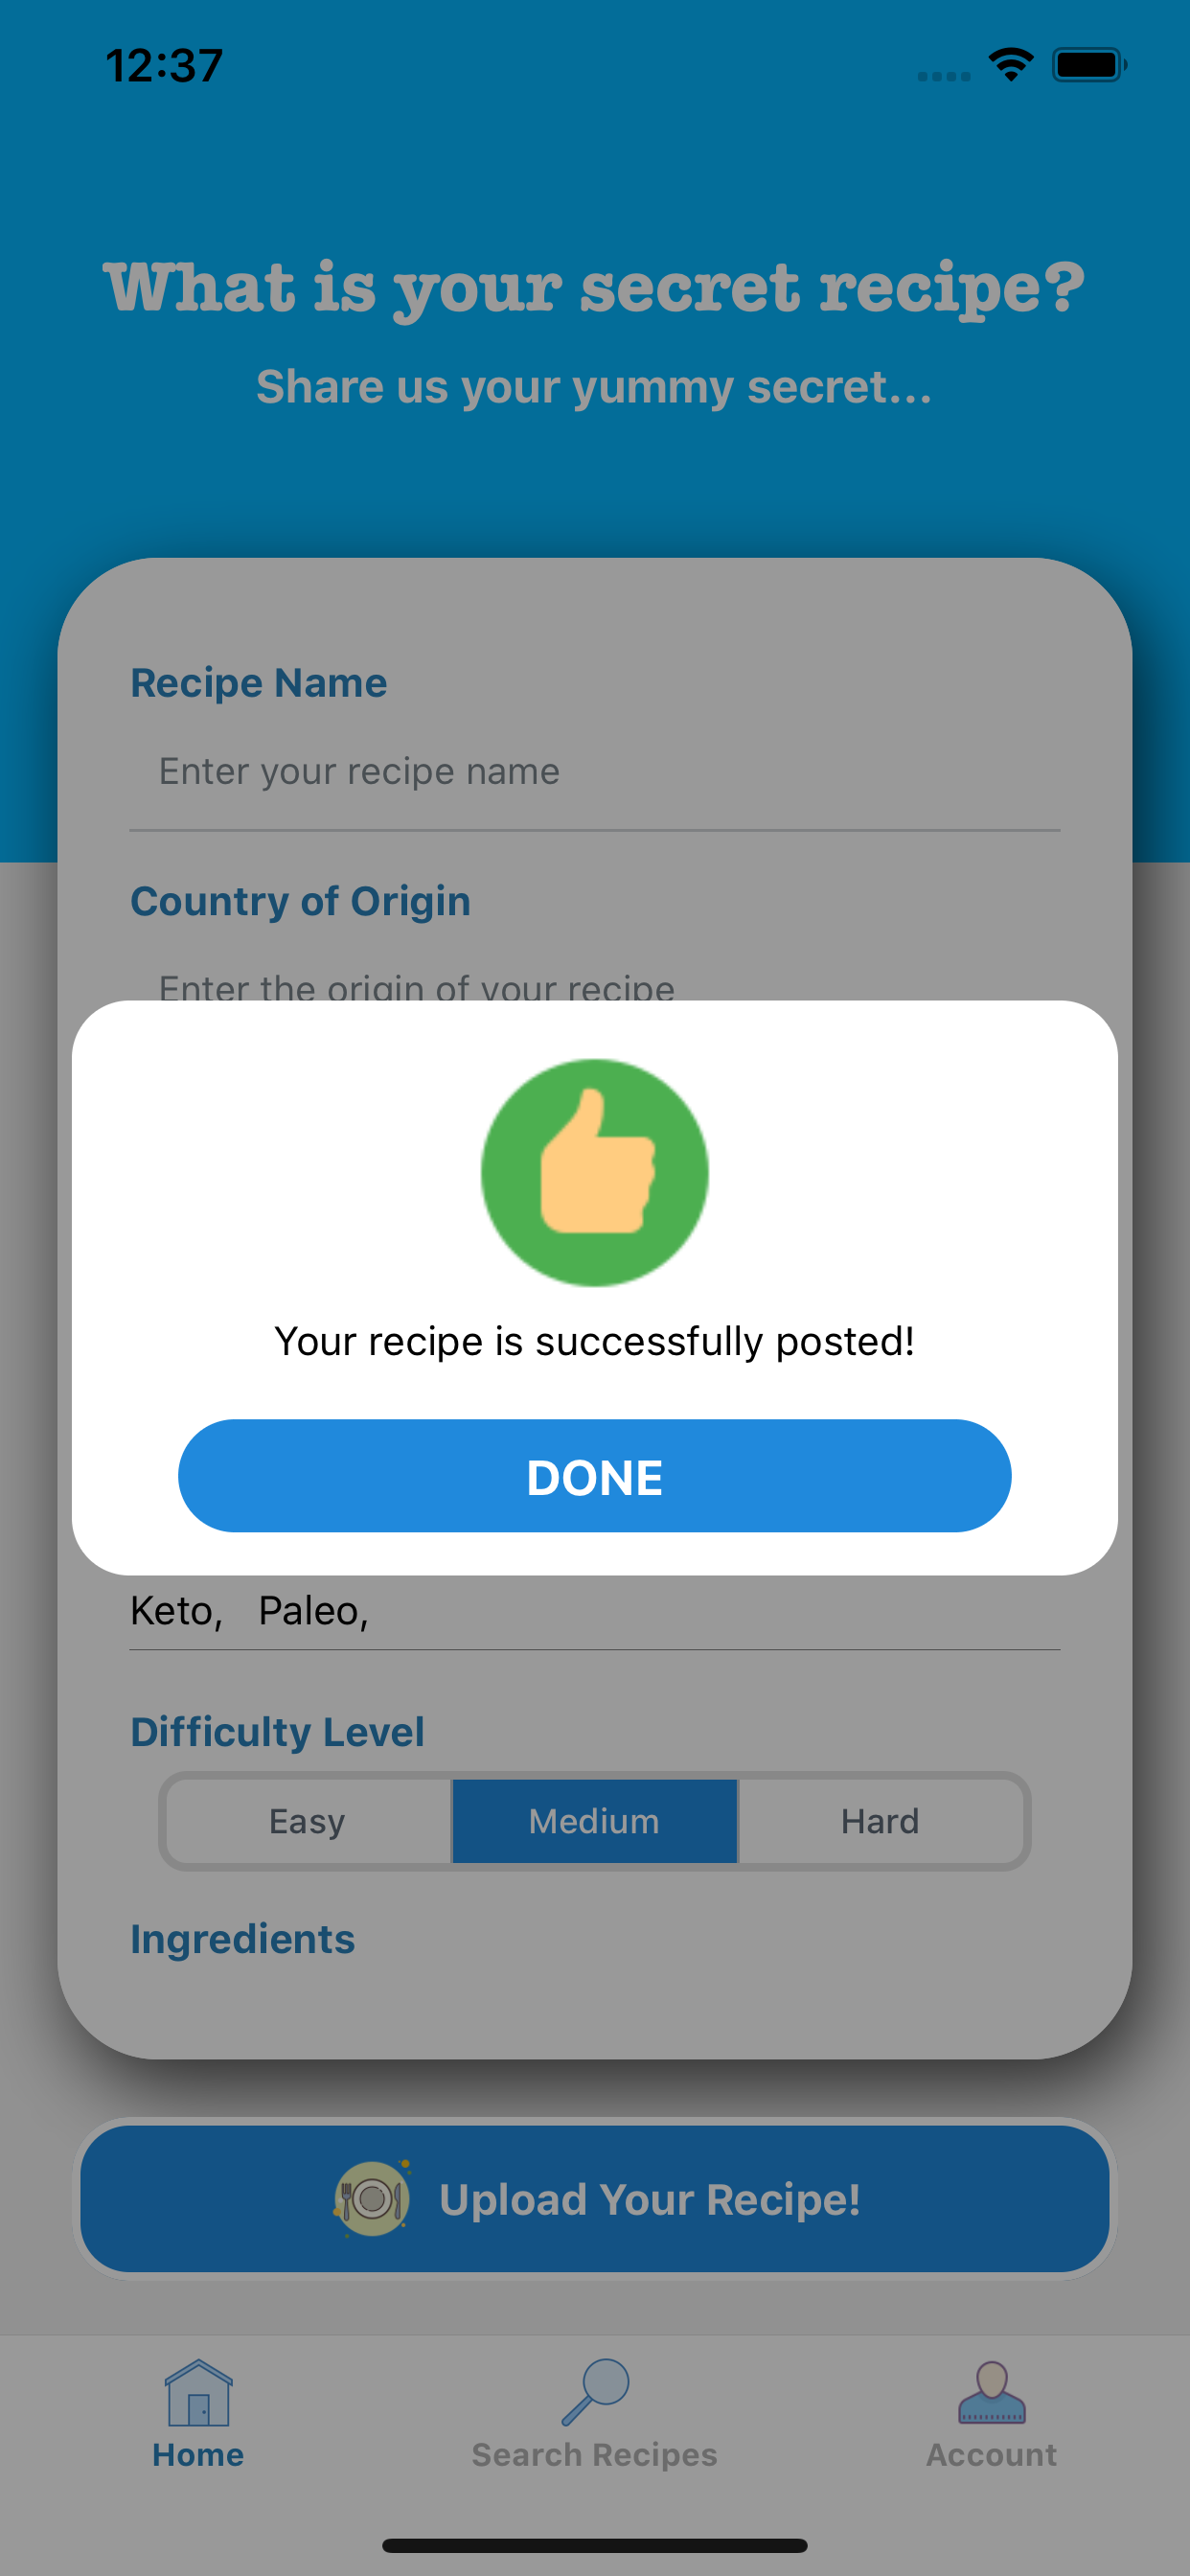 12:37
What is your secret recipe?
Share us your yummy secret...
Recipe Name
Enter your recipe name
Country of Origin
Enter the origin of your recipe
Your recipe is successfully posted!
DONE
Keto, Paleo,
Difficulty Level
Easy Medium Hard
Ingredients
Upload Your Recipe!
Home Search Recipes Account